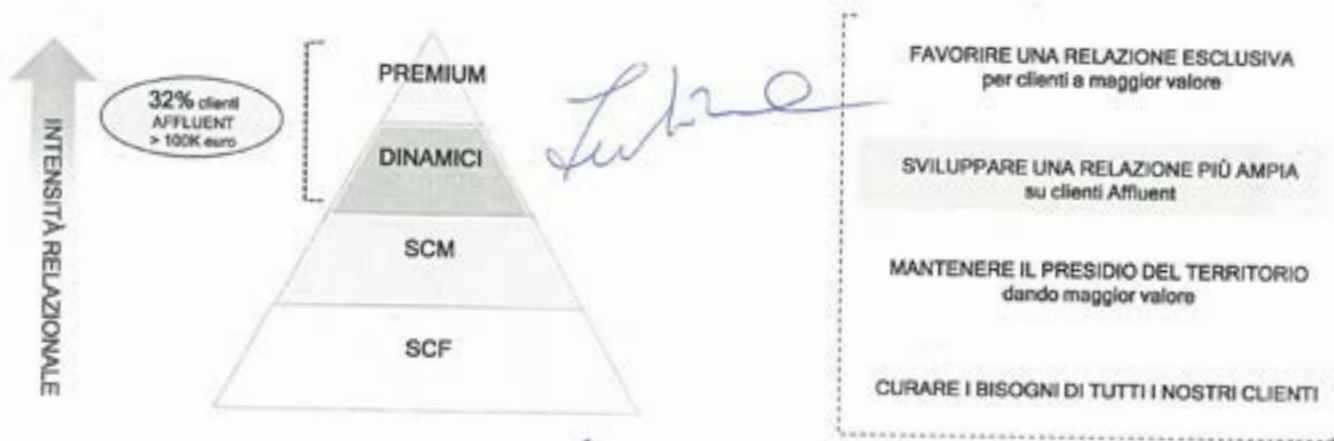 INTENSITÀ RELAZIONALE
32% clienti
AFFLUENT
> 100K euro
PREMIUM
DINAMICI
SCM
SCF
FAVORIRE UNA RELAZIONE ESCLUSIVA
per clienti a maggior valore
SVILUPPARE UNA RELAZIONE PIÙ AMPIA
su clienti Affluent
MANTENERE IL PRESIDIO DEL TERRITORIO
dando maggior valore
CURARE I BISOGNI DI TUTTI I NOSTRI CLIENTI